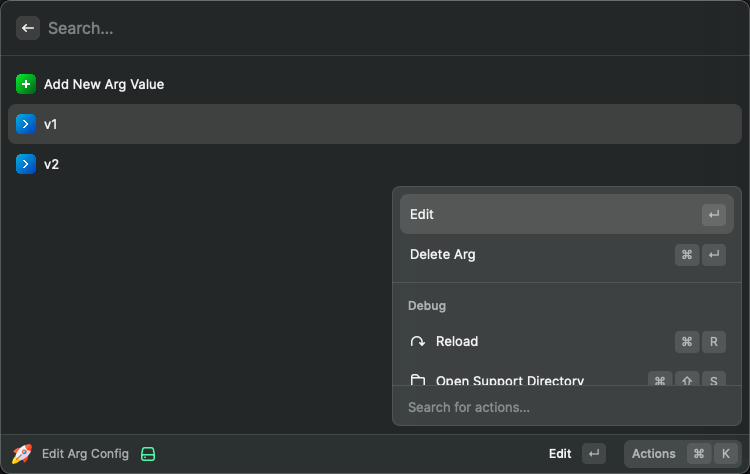 Search...
Add New Arg Value
v1
v2
Edit ↵
Delete Arg ⌘ ↵
Debug
Reload ⌘ R
Open Support Directory ⌘ ⇧ S
Search for actions...
Edit Arg Config Edit ↵ Actions ⌘ K